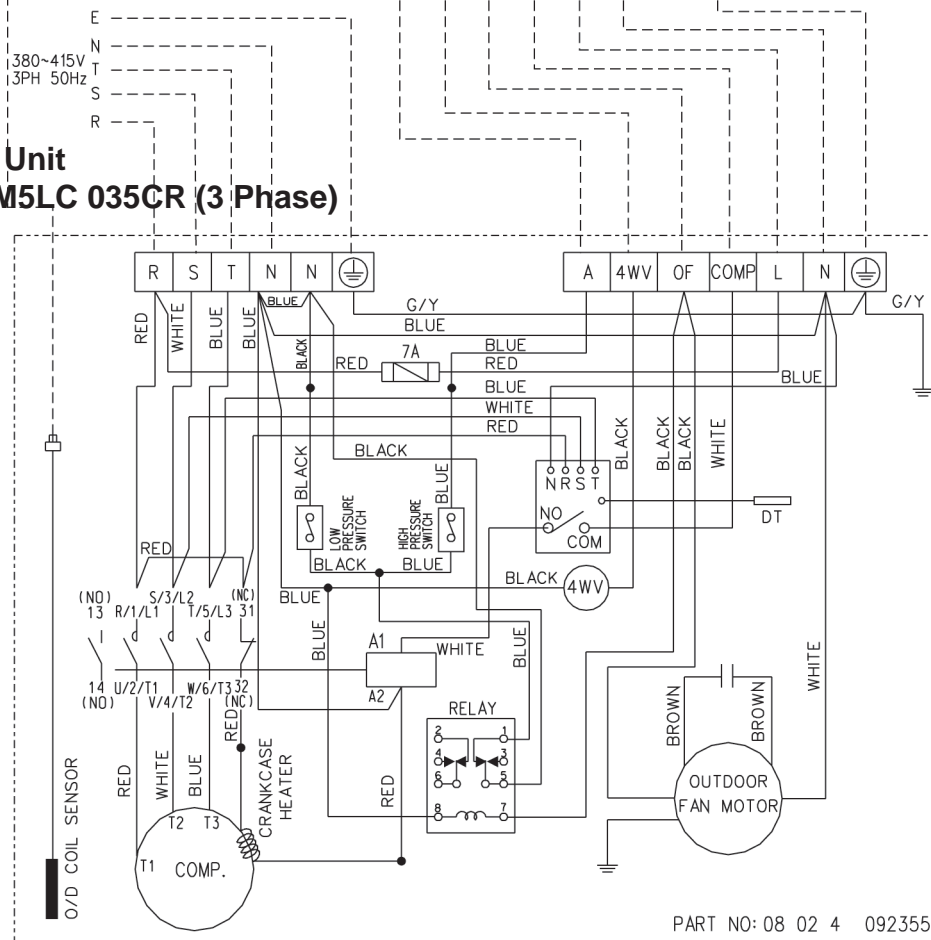 E
N
380~415V
3PH 50Hz
T
S
R
Unit
M5LC 035CR (3 Phase)
R S T N N
A 4WV OF COMP L N
G/Y
G/Y
BLUE
BLUE
RED
WHITE
BLUE
BLUE
BLACK
RED
7A
BLUE
RED
BLUE
BLUE
WHITE
RED
BLACK
BLACK
BLUE
BLACK
BLACK
BLACK
WHITE
N R S T
NO
COM
DT
LOW
PRESSURE
SWITCH
HIGH
PRESSURE
SWITCH
RED
BLACK
BLUE
BLACK
4WV
BLUE
(NO)
13
R/1/L1
S/3/L2
T/5/L3
(NC)
31
BLUE
A1
WHITE
BLUE
A2
14
(NO)
U/2/T1
V/4/T2
W/6/T3
32
(NC)
RED
RELAY
2 1
4 3
6 5
8 7
RED
WHITE
BLUE
CRANKCASE
HEATER
RED
BROWN
BROWN
WHITE
OUTDOOR
FAN MOTOR
T1
T2
T3
COMP.
O/D COIL SENSOR
PART NO: 08 02 4 092355